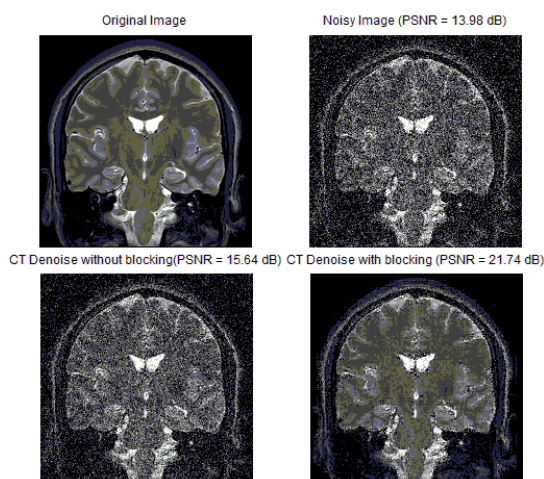 Original Image
Noisy Image (PSNR = 13.98 dB)
CT Denoise without blocking(PSNR = 15.64 dB)
CT Denoise with blocking (PSNR = 21.74 dB)